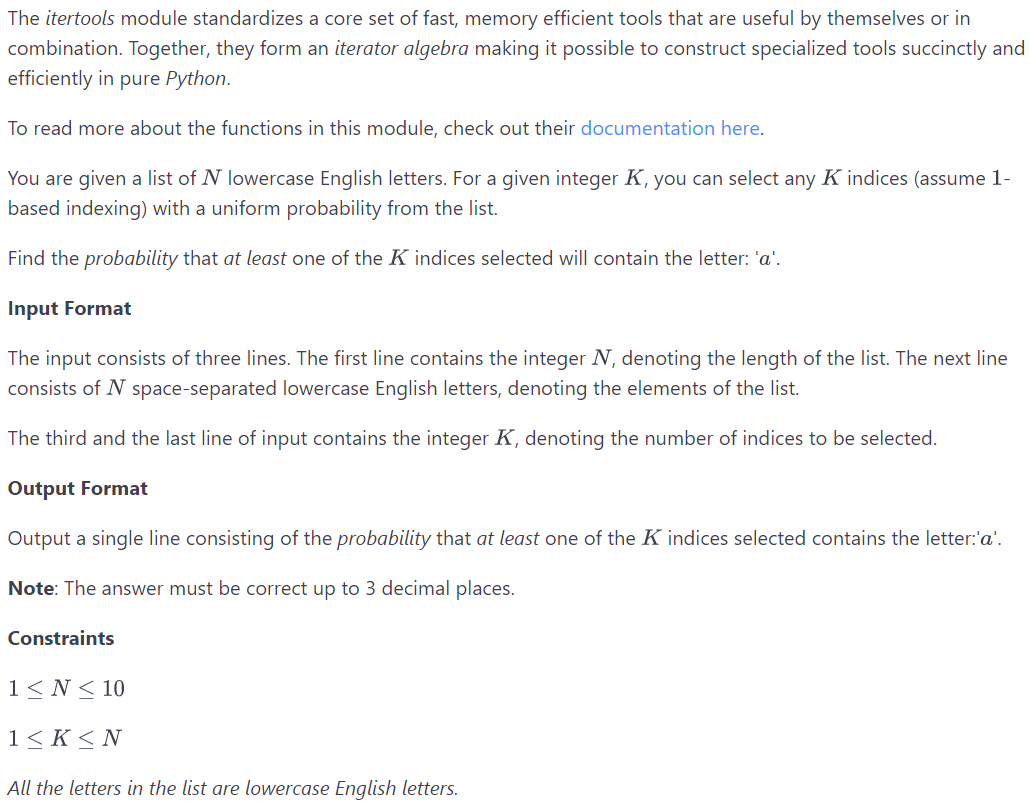 The itertools module standardizes a core set of fast, memory efficient tools that are useful by themselves or in
combination. Together, they form an iterator algebra making it possible to construct specialized tools succinctly and
efficiently in pure Python.
To read more about the functions in this module, check out their documentation here.
You are given a list of N lowercase English letters. For a given integer K, you can select any K indices (assume 1-
based indexing) with a uniform probability from the list.
Find the probability that at least one of the K indices selected will contain the letter: 'a'.
Input Format
The input consists of three lines. The first line contains the integer N, denoting the length of the list. The next line
consists of N space-separated lowercase English letters, denoting the elements of the list.
The third and the last line of input contains the integer K, denoting the number of indices to be selected.
Output Format
Output a single line consisting of the probability that at least one of the K indices selected contains the letter:'a'.
Note: The answer must be correct up to 3 decimal places.
Constraints
1 ≤ N ≤ 10
1 ≤ K ≤ N
All the letters in the list are lowercase English letters.